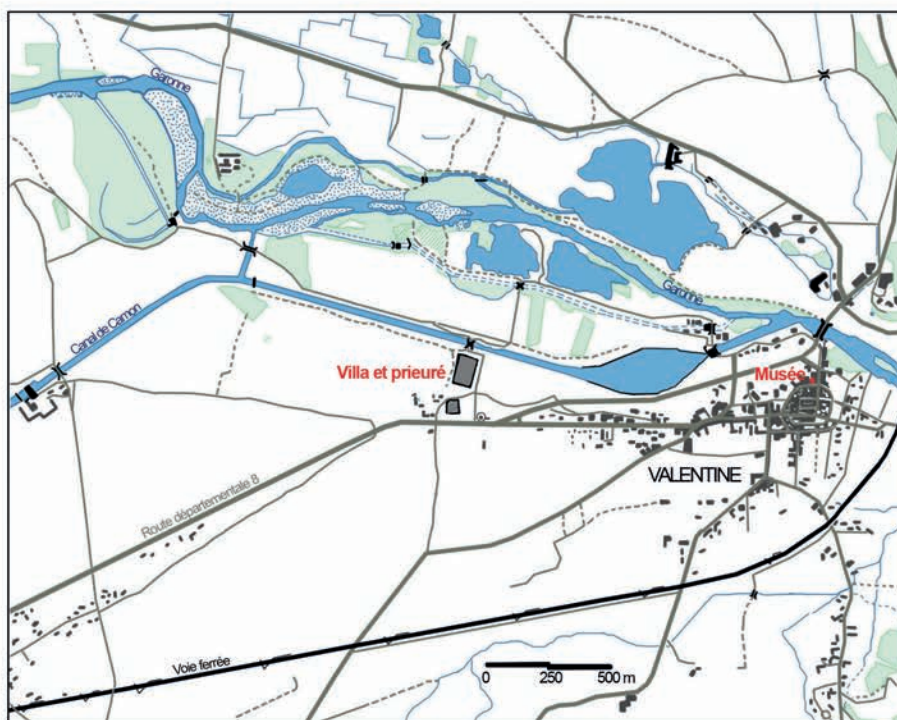 Garonne
Garonne
Canal de Camon
Villa et prieuré
Musée
VALENTINE
Route départementale 8
Voie ferrée
0 250 500 m